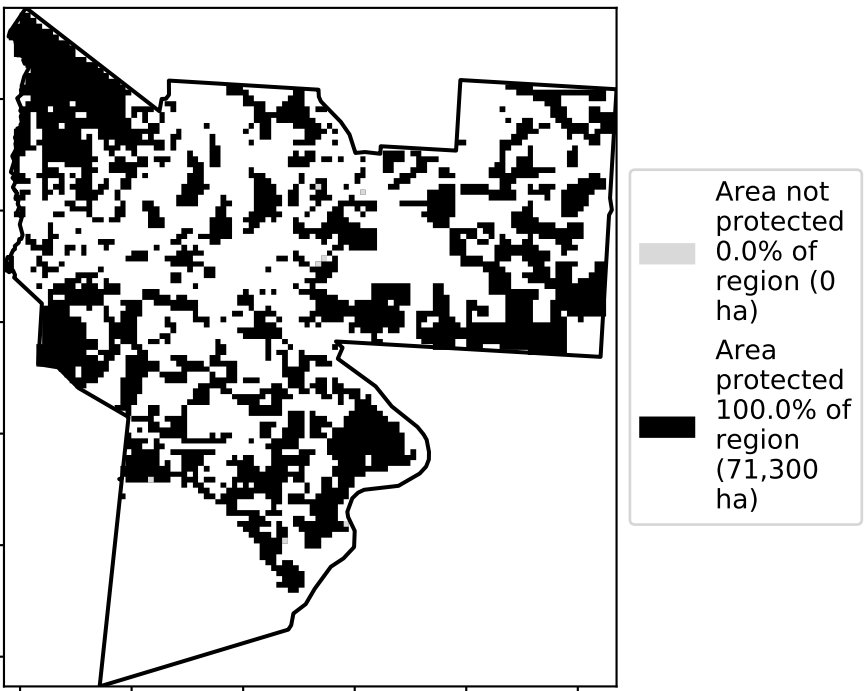 Area not
protected
0.0% of
region (0
ha)
Area
protected
100.0% of
region
(71,300
ha)